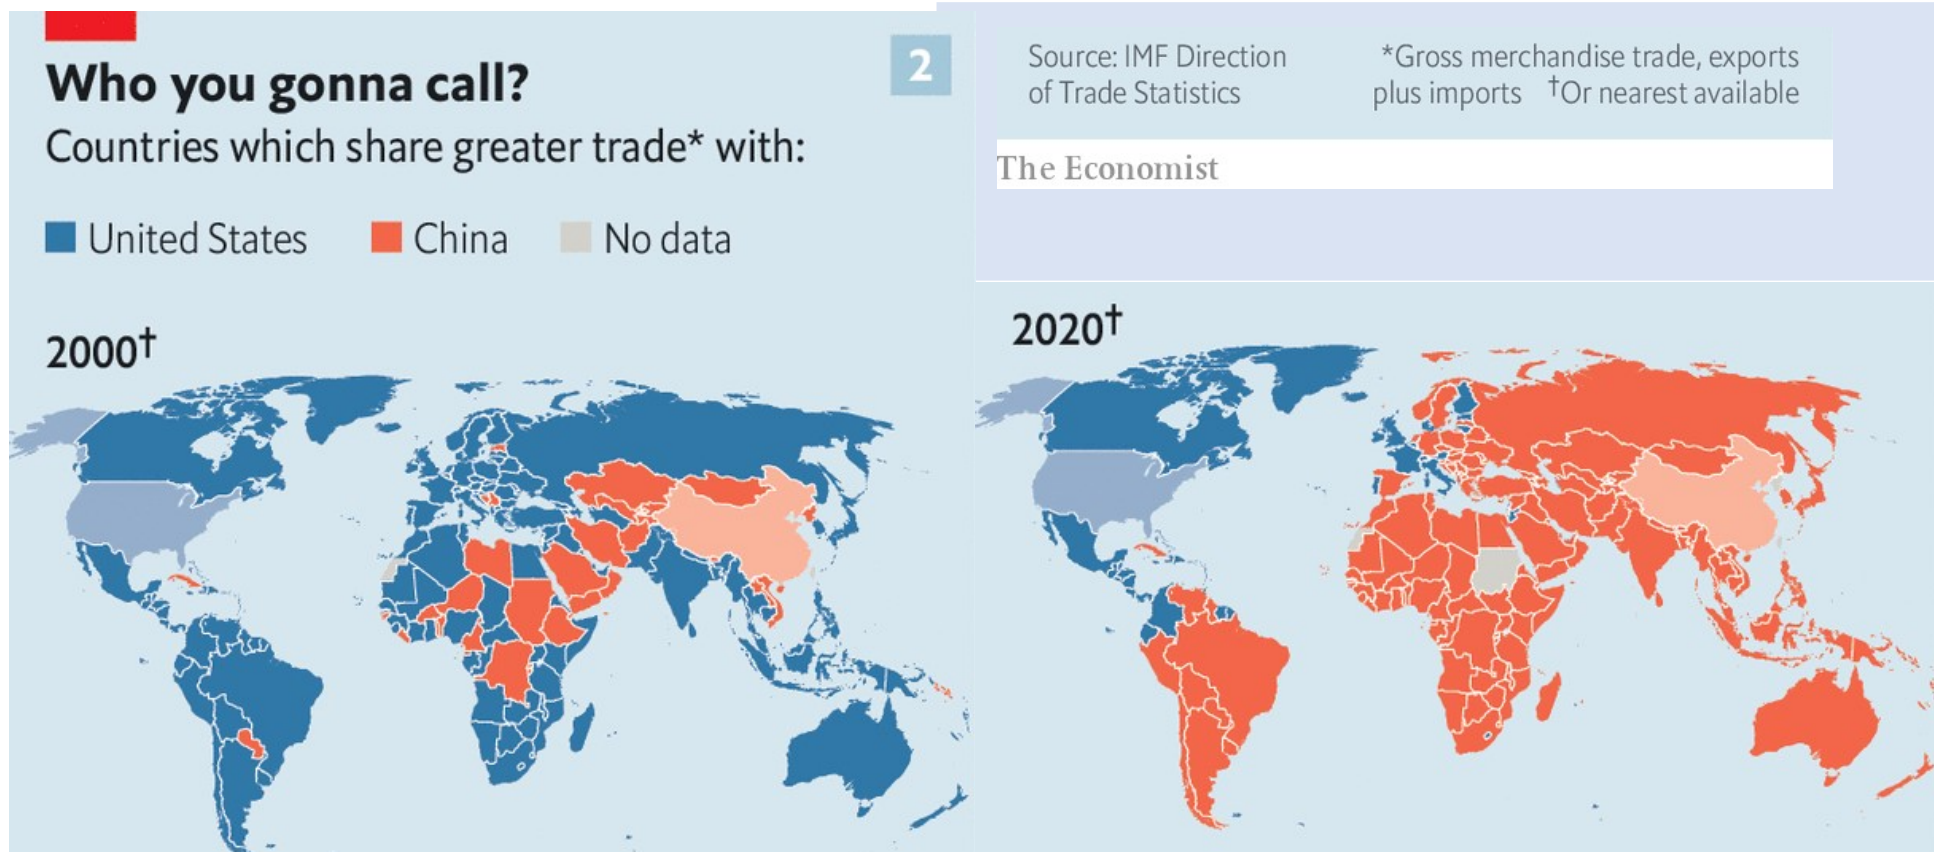 Who you gonna call?
2
Countries which share greater trade* with:
United States
China
No data
2000†
Source: IMF Direction
of Trade Statistics
*Gross merchandise trade, exports
plus imports †Or nearest available
The Economist
2020†